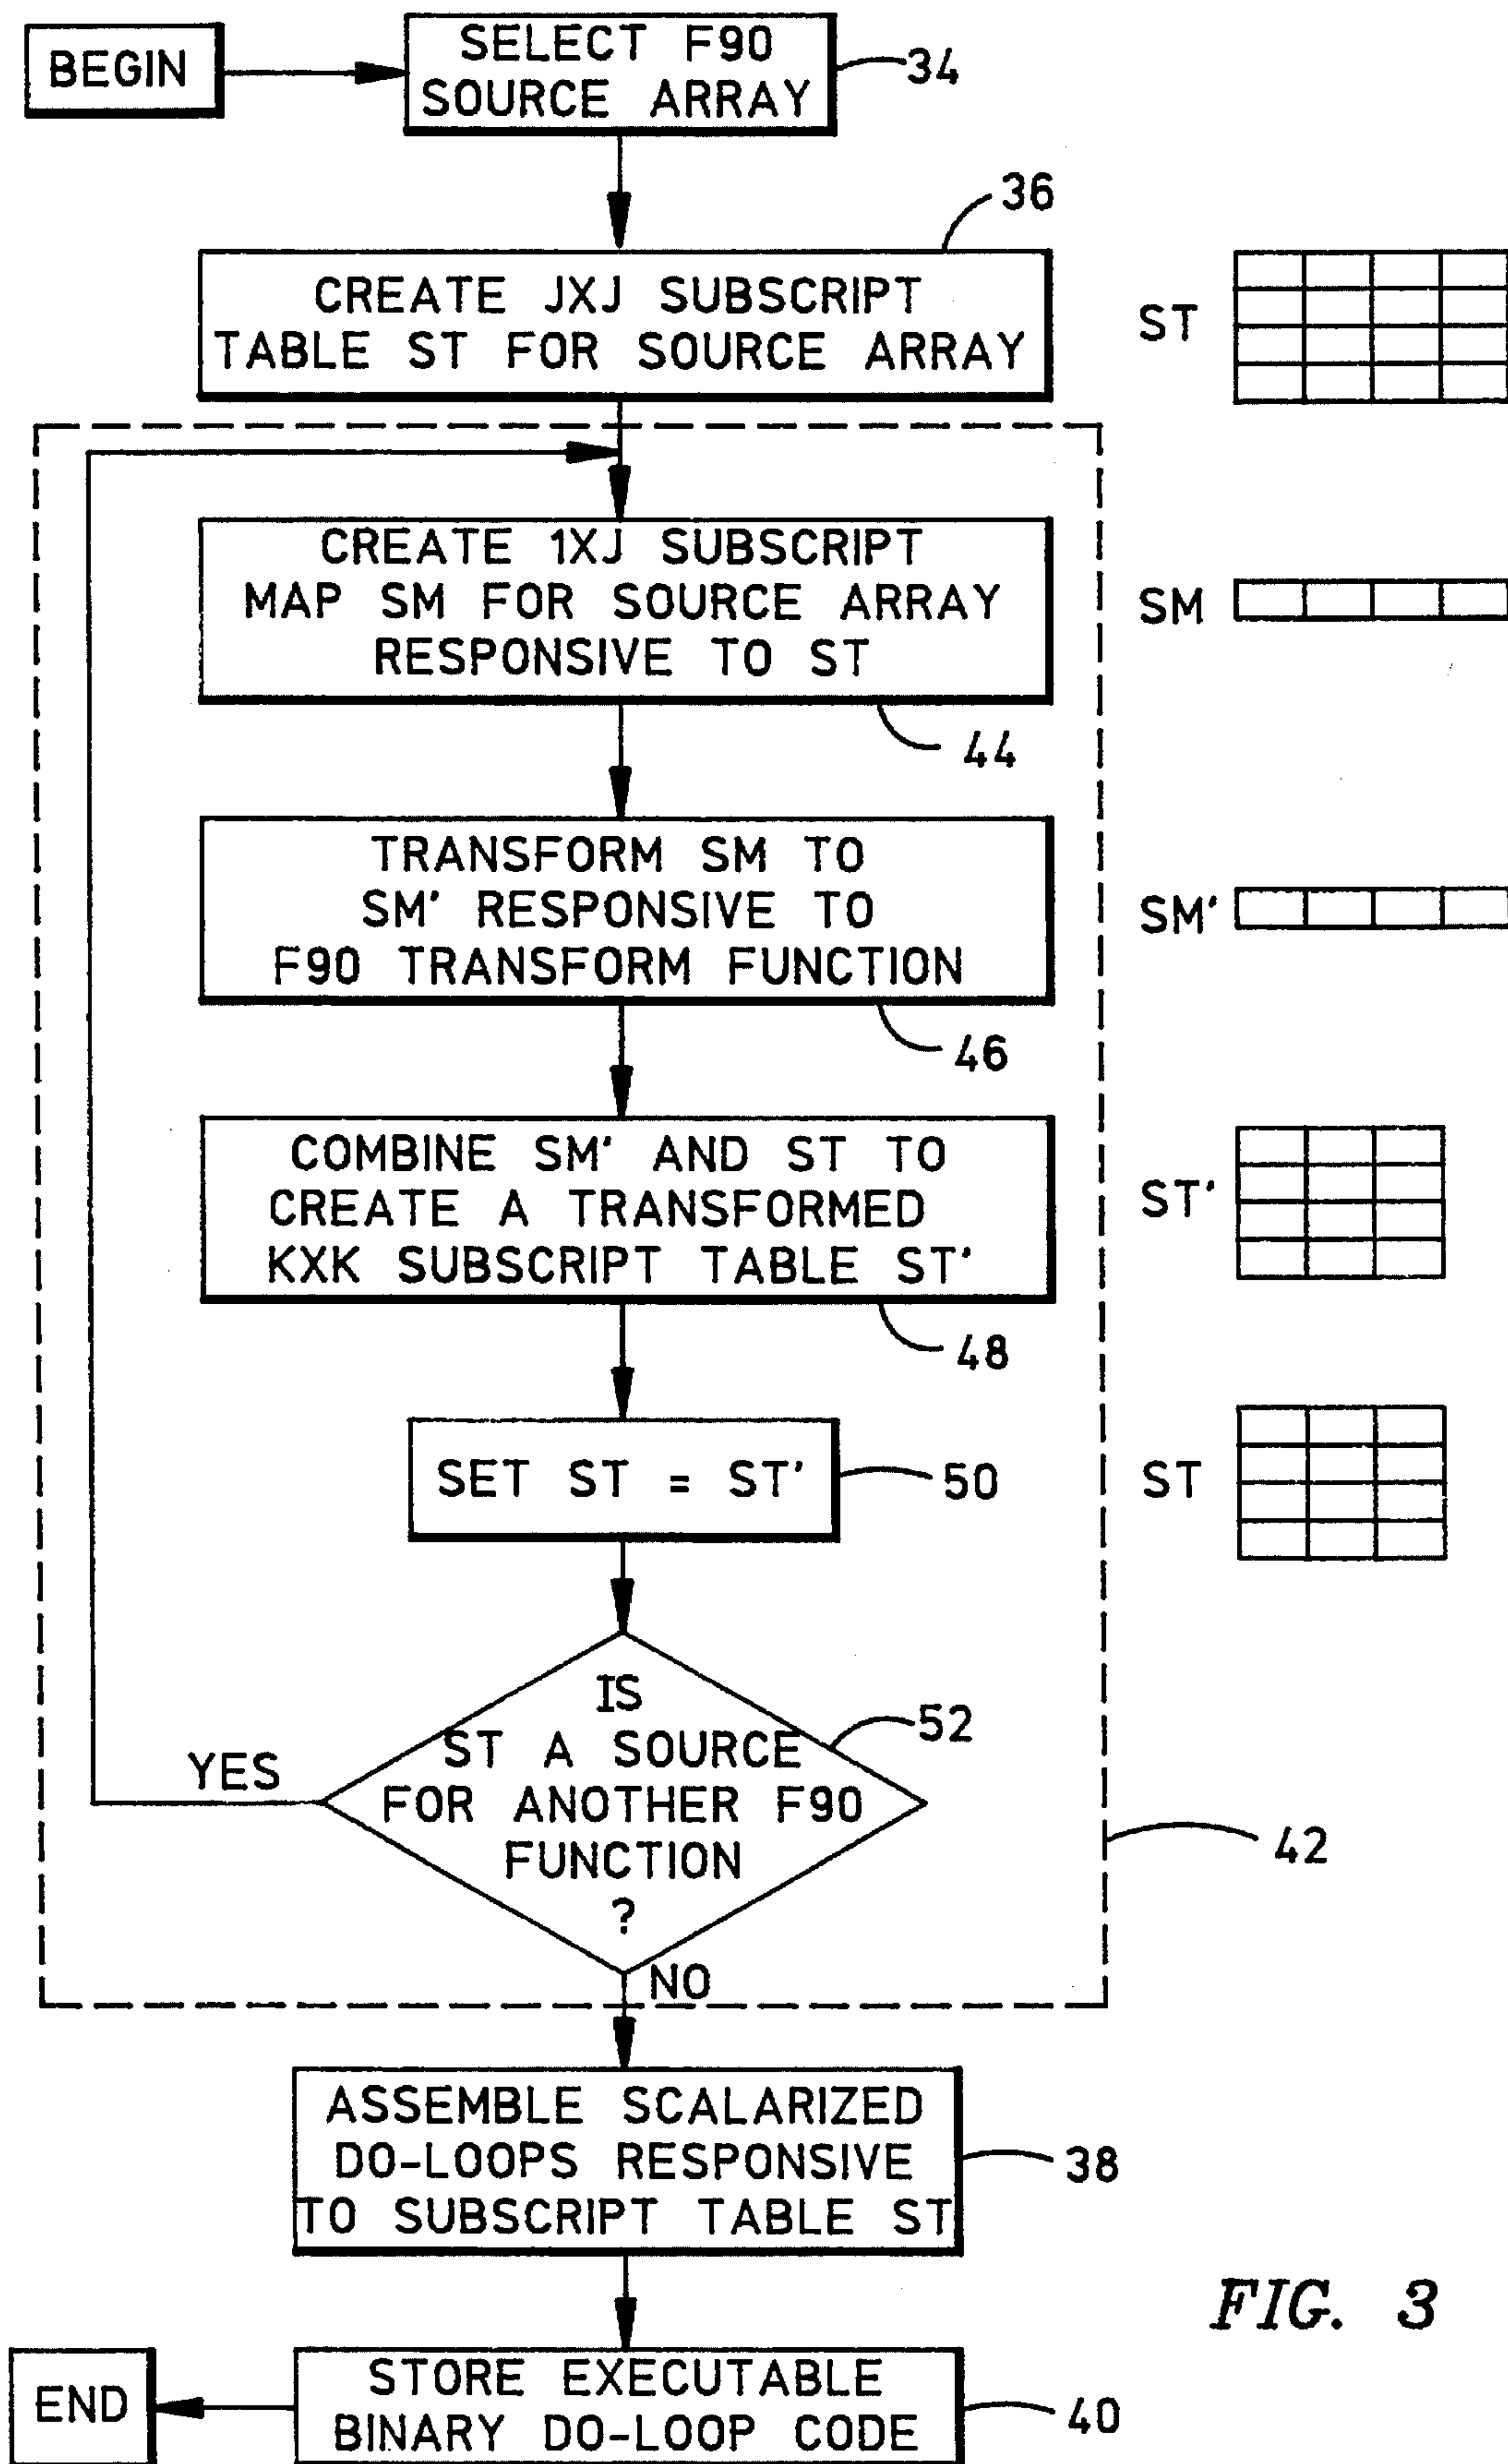 BEGIN
SELECT F90
SOURCE ARRAY
34
36
CREATE JXJ SUBSCRIPT
TABLE ST FOR SOURCE ARRAY
ST
CREATE 1XJ SUBSCRIPT
MAP SM FOR SOURCE ARRAY
RESPONSIVE TO ST
SM
44
TRANSFORM SM TO
SM' RESPONSIVE TO
F90 TRANSFORM FUNCTION
SM'
46
COMBINE SM' AND ST TO
CREATE A TRANSFORMED
KXK SUBSCRIPT TABLE ST'
ST'
48
SET ST = ST'
50
ST
IS
ST A SOURCE
FOR ANOTHER F90
FUNCTION
?
52
YES
42
NO
ASSEMBLE SCALARIZED
DO-LOOPS RESPONSIVE
TO SUBSCRIPT TABLE ST
38
FIG. 3
END
STORE EXECUTABLE
BINARY DO-LOOP CODE
40